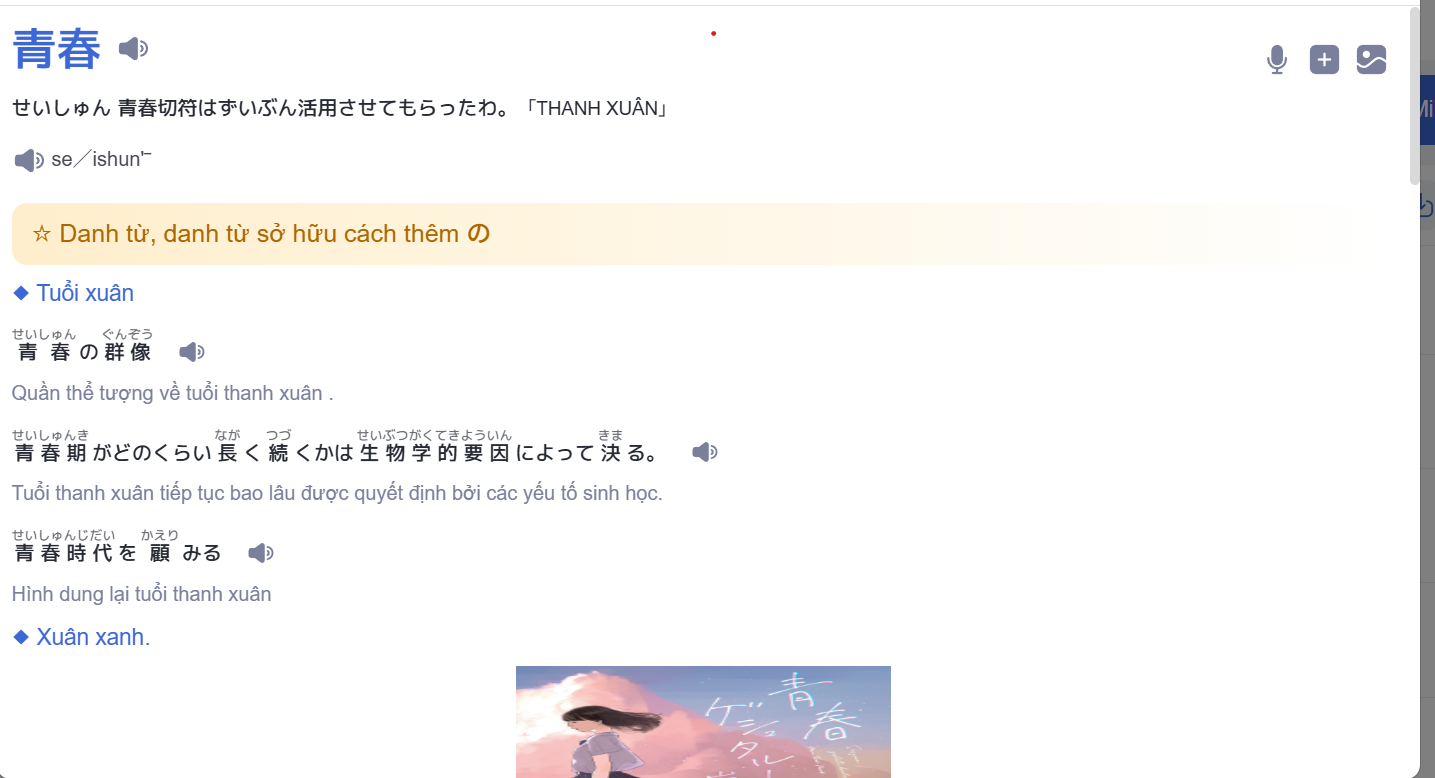 青春
せいしゅん 青春切符はずいぶん活用させてもらったわ。「THANH XUÂN」
se／ishun'‾
☆ Danh từ, danh từ sở hữu cách thêm の
◆ Tuổi xuân
せいしゅん ぐんぞう
青春の群像
Quần thể tượng về tuổi thanh xuân .
せいしゅんき なが つづ せいぶつがくてきよういん きま
青春期がどのくらい長く続くかは生物学的要因によって決る。
Tuổi thanh xuân tiếp tục bao lâu được quyết định bởi các yếu tố sinh học.
せいしゅんじだい かえり
青春時代を顧みる
Hình dung lại tuổi thanh xuân
◆ Xuân xanh.
青春
ゲシュタル